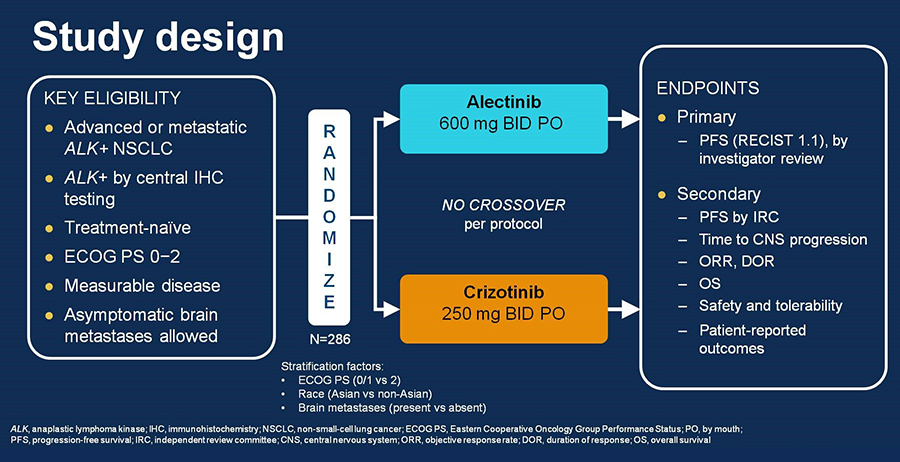 Study design
KEY ELIGIBILITY
• Advanced or metastatic
ALK+ NSCLC
• ALK+ by central IHC
testing
• Treatment-naïve
• ECOG PS 0−2
• Measurable disease
• Asymptomatic brain
metastases allowed
RANDOMIZE
N=286
Stratification factors:
• ECOG PS (0/1 vs 2)
• Race (Asian vs non-Asian)
• Brain metastases (present vs absent)
Alectinib
600 mg BID PO
NO CROSSOVER
per protocol
Crizotinib
250 mg BID PO
ENDPOINTS
• Primary
– PFS (RECIST 1.1), by
investigator review
• Secondary
– PFS by IRC
– Time to CNS progression
– ORR, DOR
– OS
– Safety and tolerability
– Patient-reported
outcomes
ALK, anaplastic lymphoma kinase; IHC, immunohistochemistry; NSCLC, non-small-cell lung cancer; ECOG PS, Eastern Cooperative Oncology Group Performance Status; PO, by mouth;
PFS, progression-free survival; IRC, independent review committee; CNS, central nervous system; ORR, objective response rate; DOR, duration of response; OS, overall survival